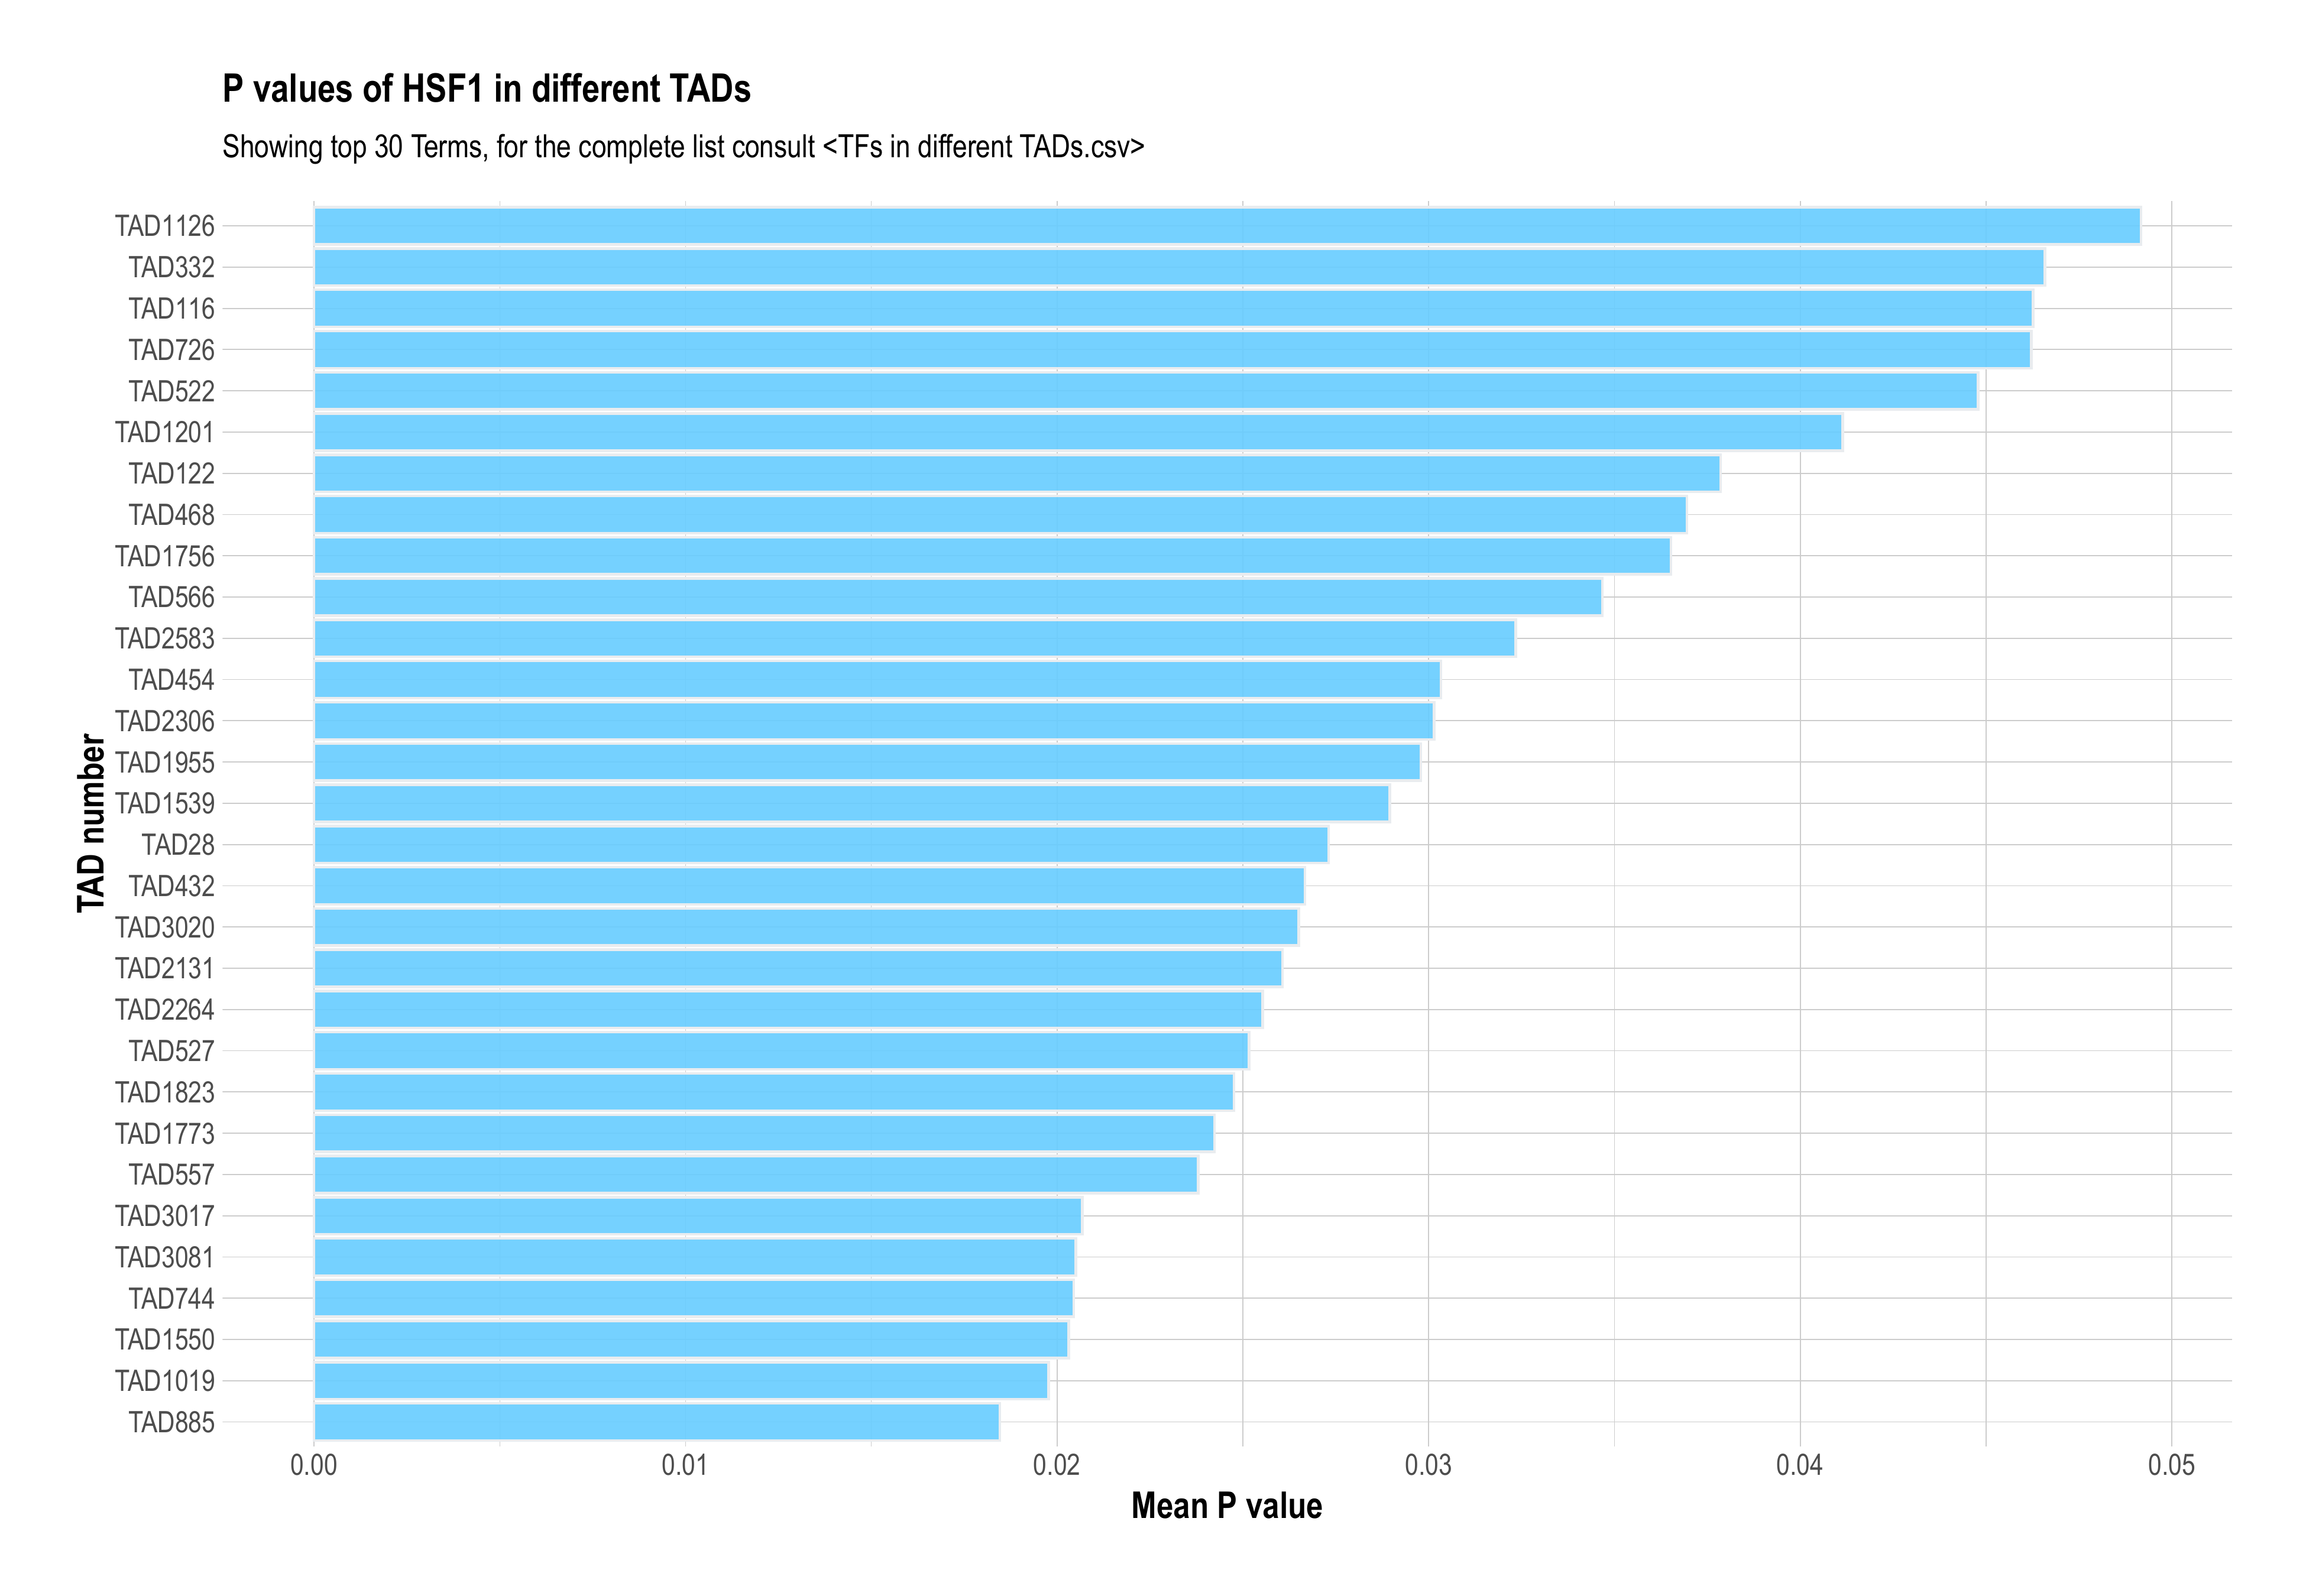 P values of HSF1 in different TADs
Showing top 30 Terms, for the complete list consult <TFs in different TADs.csv>
TAD number
TAD1126
TAD332
TAD116
TAD726
TAD522
TAD1201
TAD122
TAD468
TAD1756
TAD566
TAD2583
TAD454
TAD2306
TAD1955
TAD1539
TAD28
TAD432
TAD3020
TAD2131
TAD2264
TAD527
TAD1823
TAD1773
TAD557
TAD3017
TAD3081
TAD744
TAD1550
TAD1019
TAD885
0.00 0.01 0.02 0.03 0.04 0.05
Mean P value